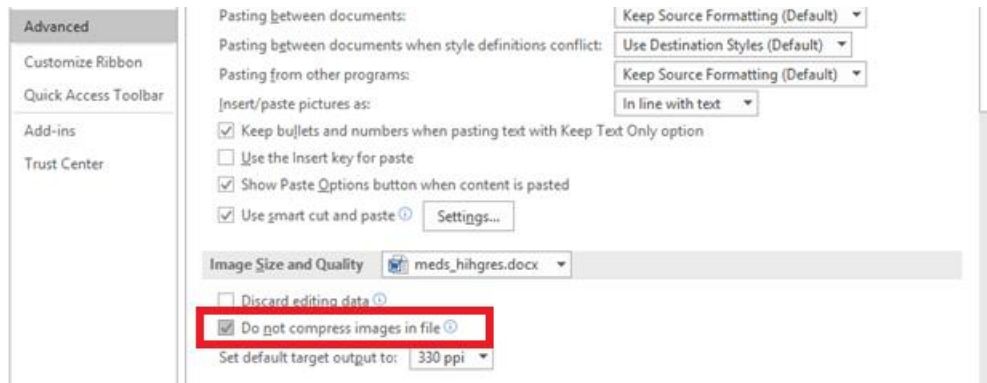 Advanced
Customize Ribbon
Quick Access Toolbar
Add-ins
Trust Center
Pasting between documents: Keep Source Formatting (Default)
Pasting between documents when style definitions conflict: Use Destination Styles (Default)
Pasting from other programs: Keep Source Formatting (Default)
Insert/paste pictures as: In line with text
Keep bullets and numbers when pasting text with Keep Text Only option
Use the Insert key for paste
Show Paste Options button when content is pasted
Use smart cut and paste Settings...
Image Size and Quality meds_hihgres.docx
Discard editing data
Do not compress images in file
Set default target output to: 330 ppi